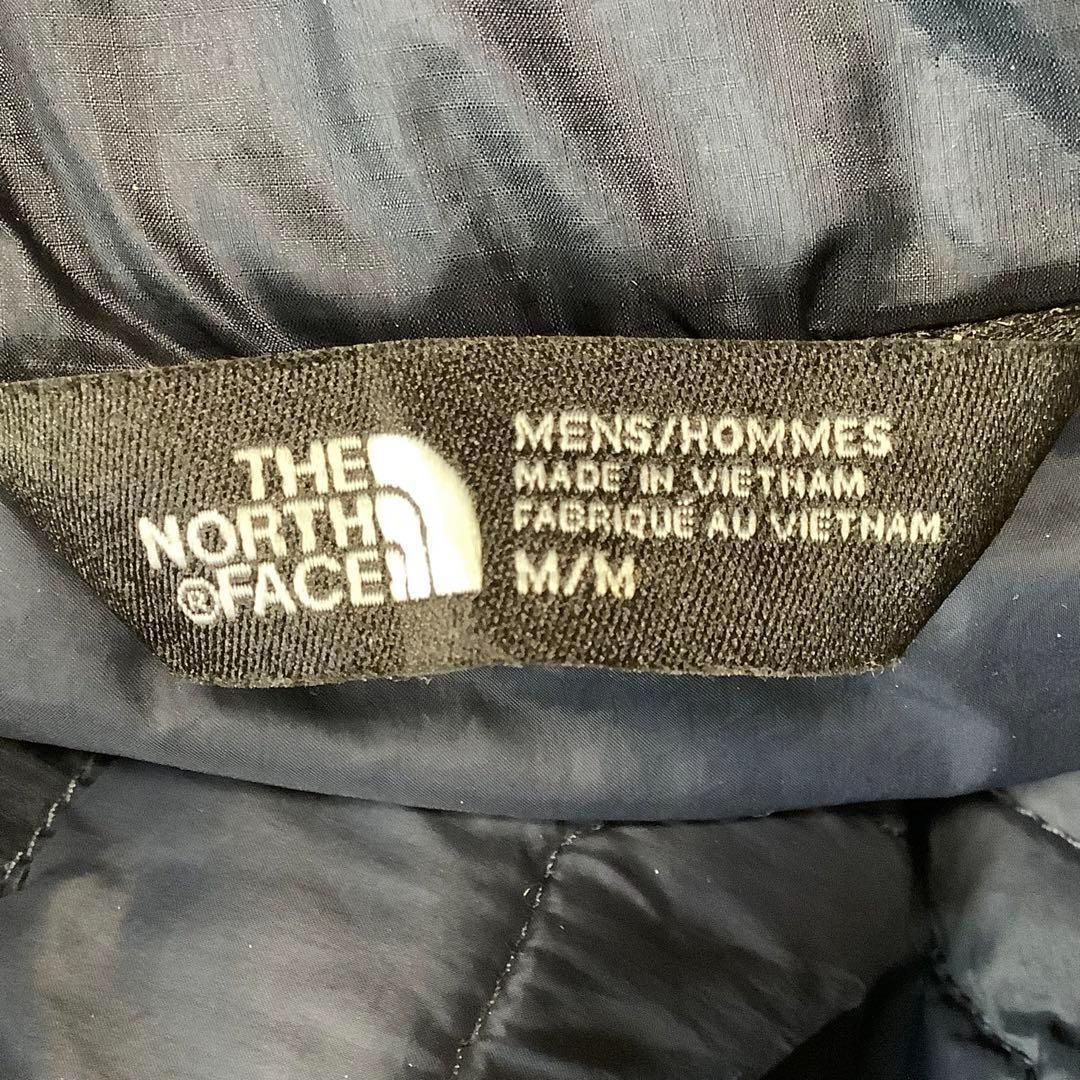 THE
NORTH
®FACE
MENS/HOMMES
MADE IN VIETNAM
FABRIQUÉ AU VIETNAM
M/M